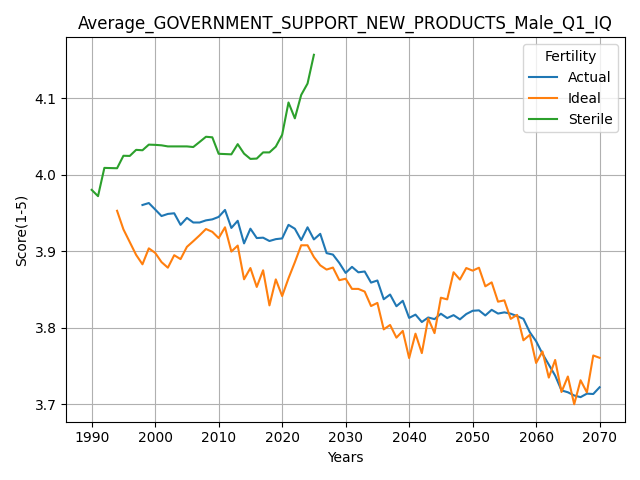 Average_GOVERNMENT_SUPPORT_NEW_PRODUCTS_Male_Q1_IQ
Fertility
Actual
Ideal
Sterile
Score(1-5)
4.1
4.0
3.9
3.8
3.7
1990 2000 2010 2020 2030 2040 2050 2060 2070
Years